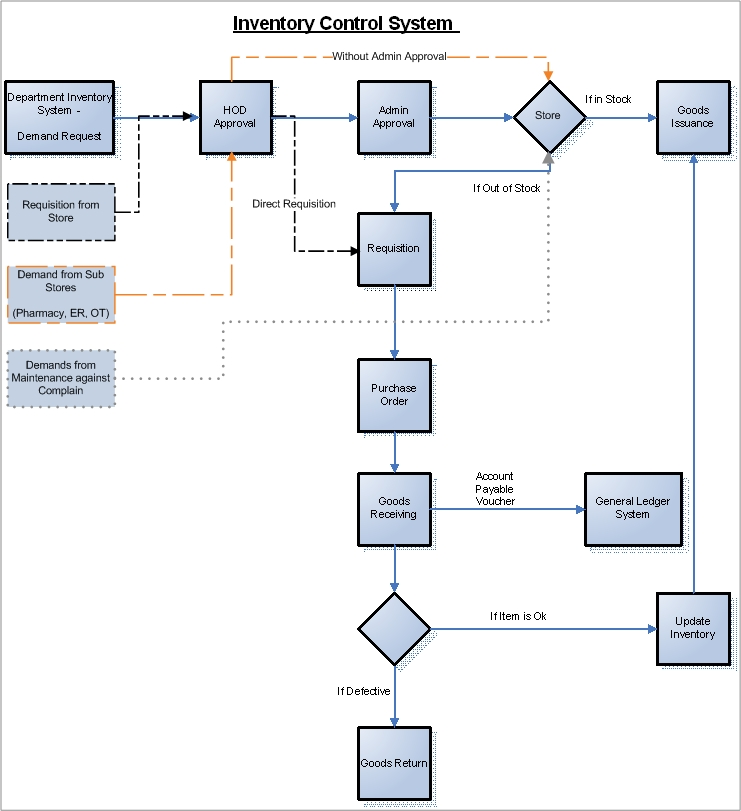 Inventory Control System
Without Admin Approval
Department Inventory
System -
Demand Request
HOD
Approval
Admin
Approval
Store
If in Stock
Goods
Issuance
If Out of Stock
Requisition from
Store
Direct Requisition
Requisition
Demand from Sub
Stores
(Pharmacy, ER, OT)
Demands from
Maintenance against
Complain
Purchase
Order
Goods
Receiving
Account
Payable
Voucher
General Ledger
System
If Item is Ok
Update
Inventory
If Defective
Goods Return